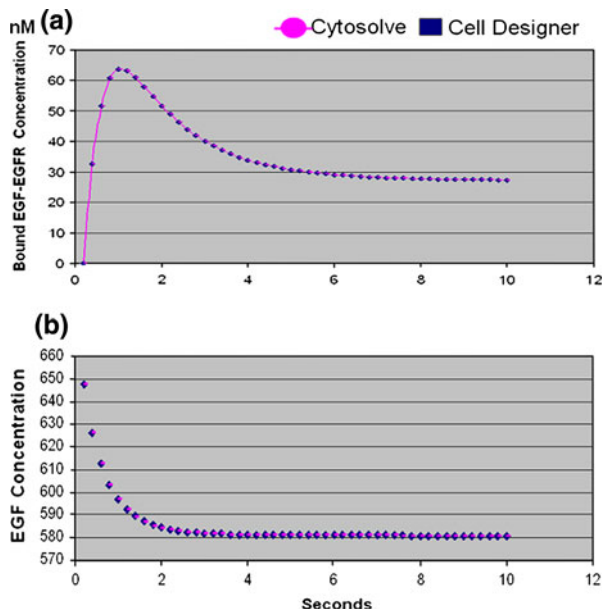 nM (a) Cytosolve Cell Designer
Bound EGF-EGFR Concentration
70
60
50
40
30
20
10
0
0 2 4 6 8 10 12
(b)
EGF Concentration
660
650
640
630
620
610
600
590
580
570
0 2 4 6 8 10 12
Seconds